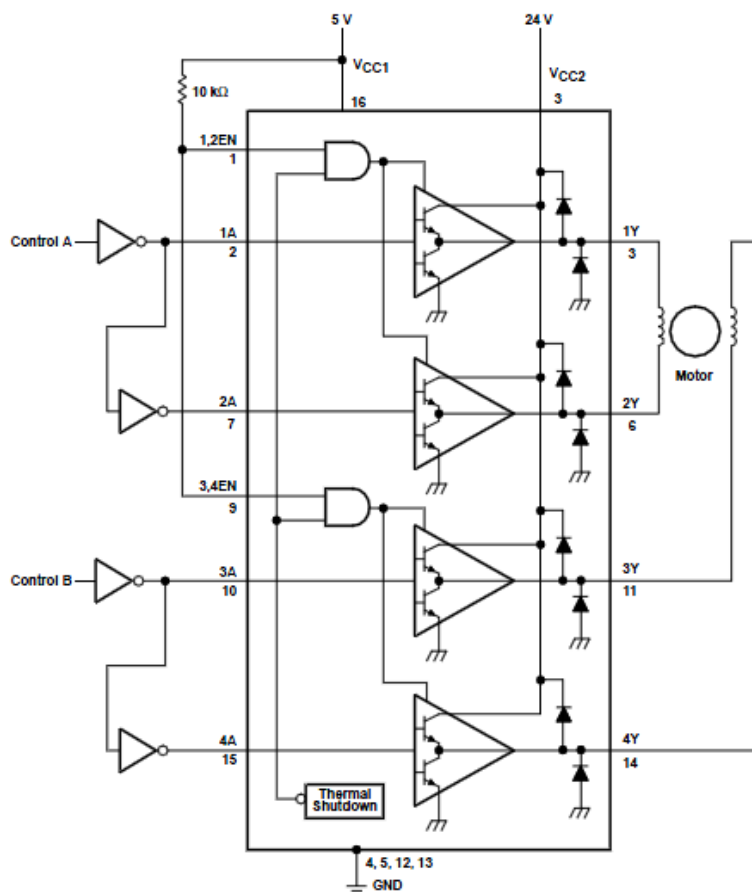 5 V
24 V
VCC1
VCC2
10 kΩ
16
3
1,2EN
1
Control A
1A
2
1Y
3
Motor
2A
7
2Y
6
3,4EN
9
Control B
3A
10
3Y
11
4A
15
4Y
14
Thermal
Shutdown
4, 5, 12, 13
GND